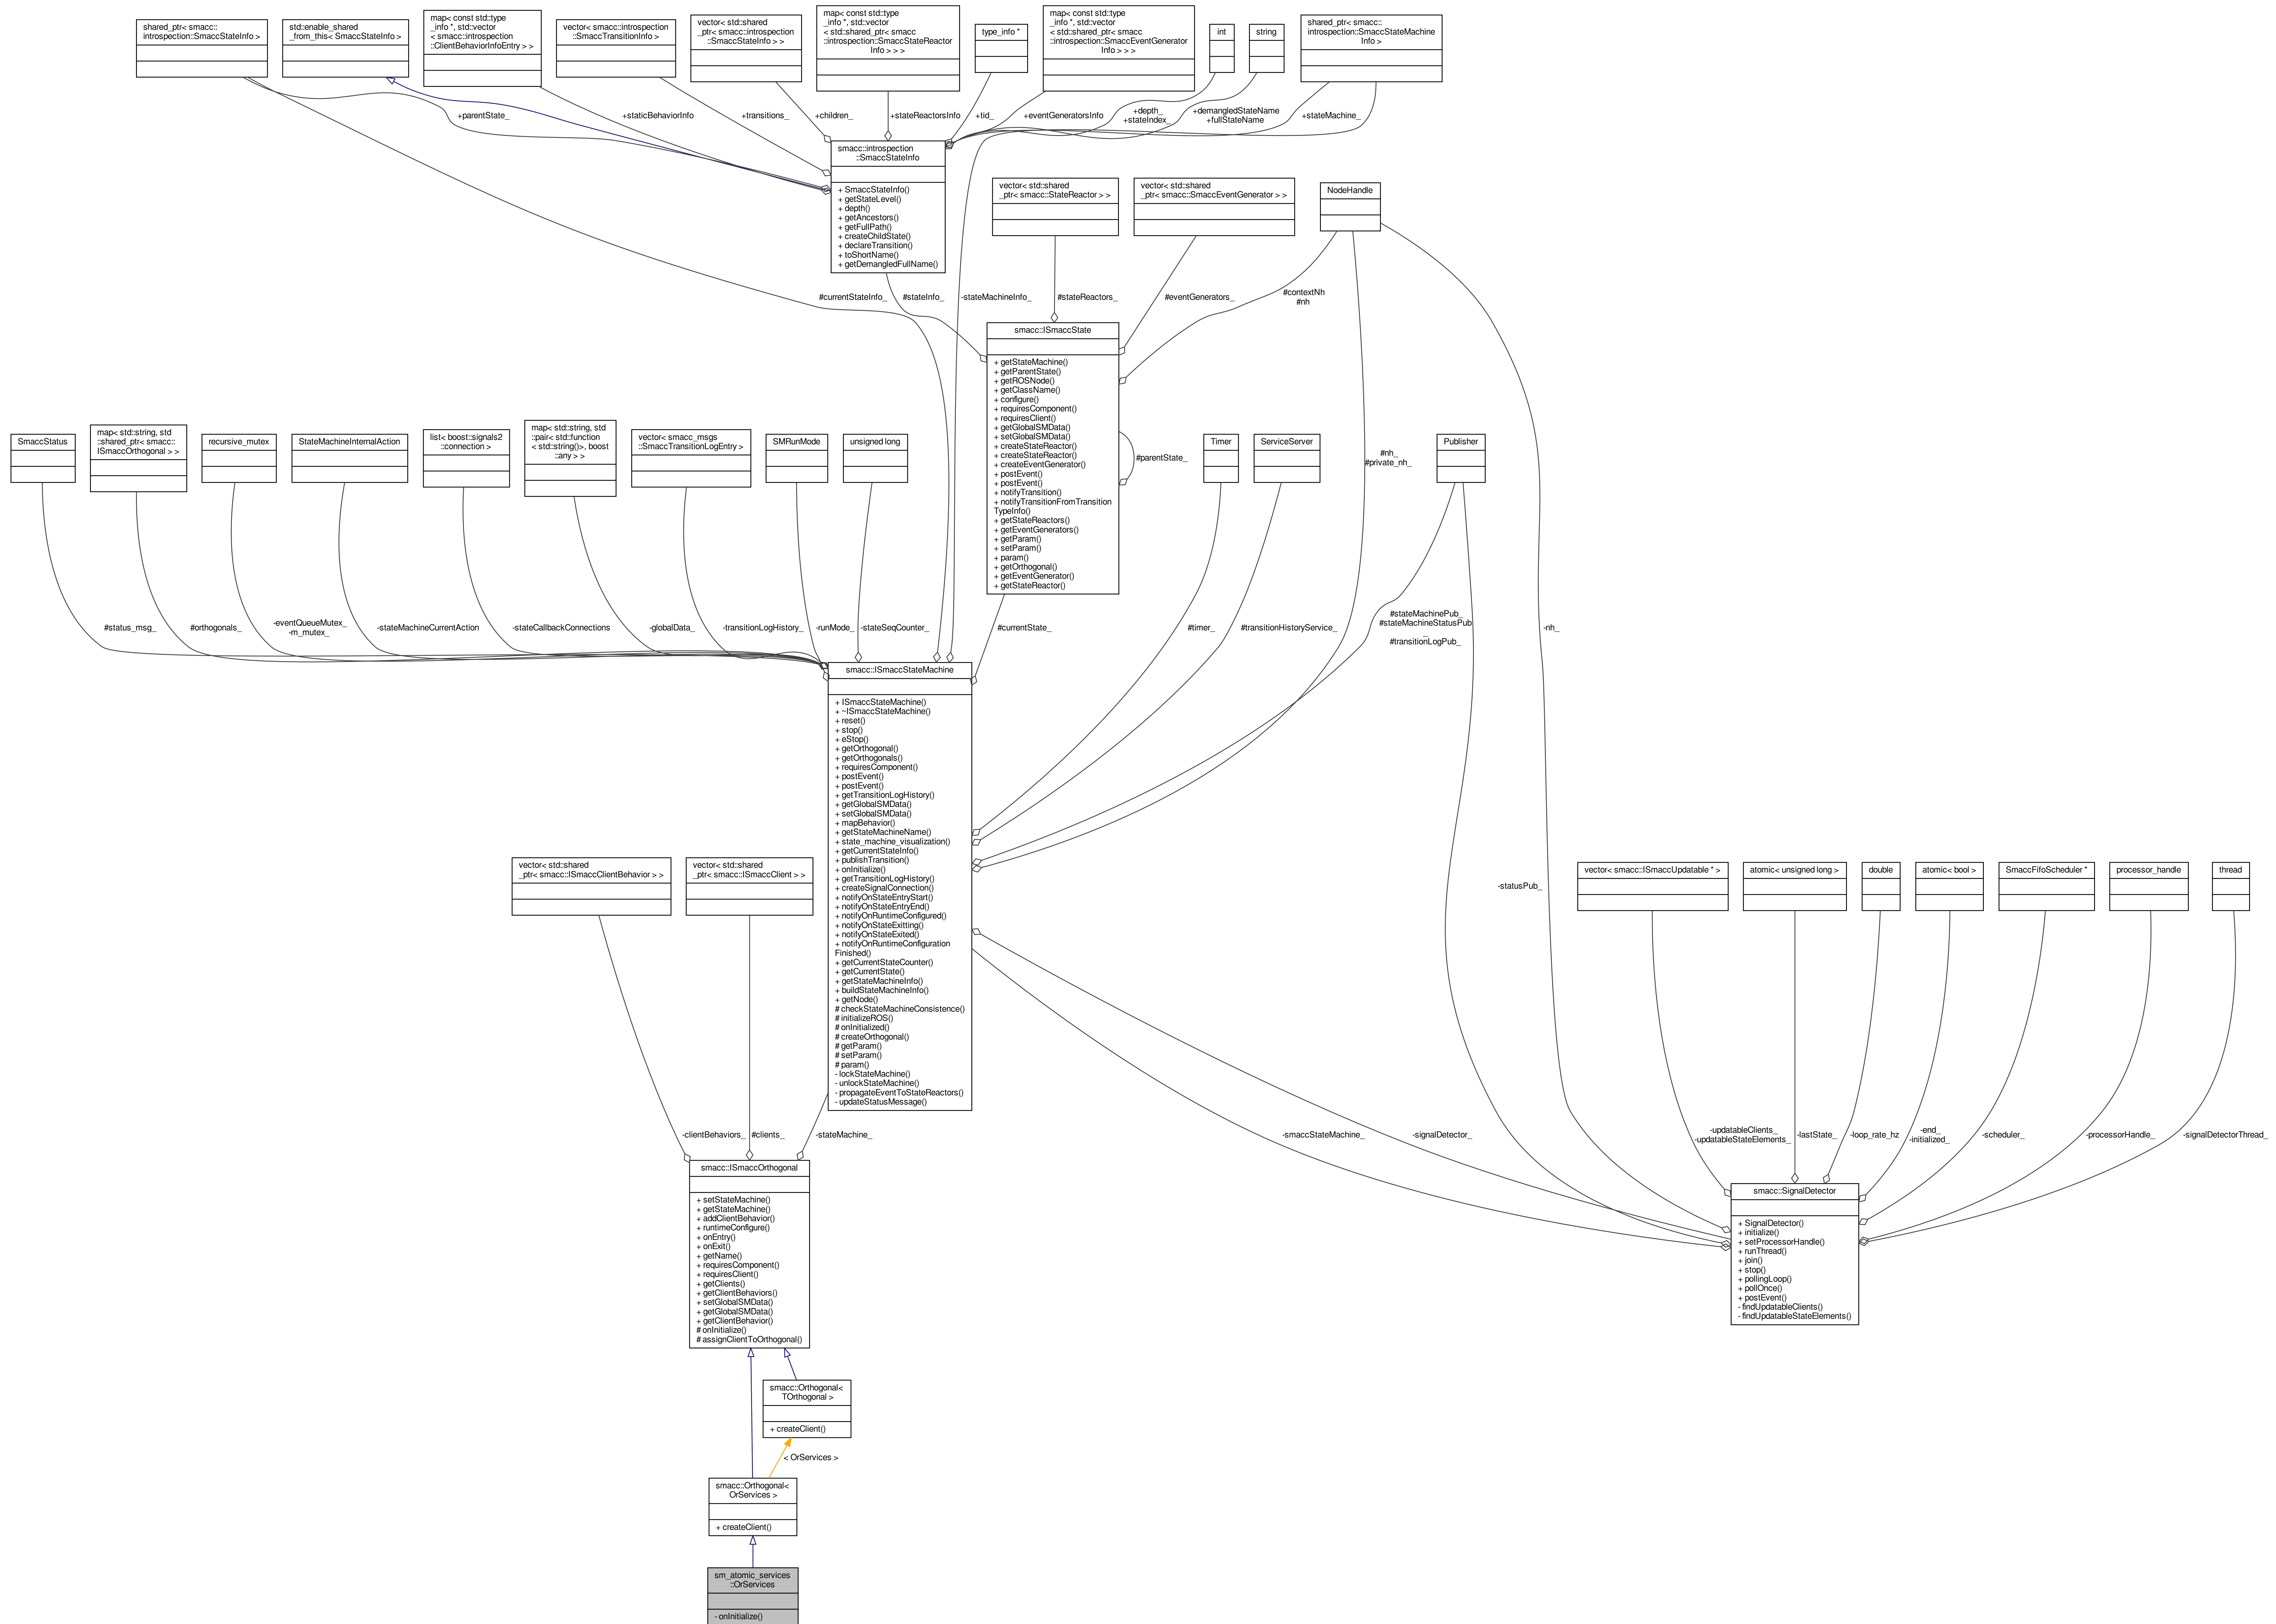 shared_ptr< smacc::
introspection::SmaccStateInfo >
std::enable_shared
_from_this< SmaccStateInfo >
map< const std::type
_info *, std::vector
< smacc::introspection
::ClientBehaviorInfoEntry > >
vector< smacc::introspection
::SmaccTransitionInfo >
vector< std::shared
_ptr< smacc::introspection
::SmaccStateInfo > >
map< const std::type
_info *, std::vector
< std::shared_ptr< smacc
::introspection::SmaccStateReactor
Info > > >
type_info *
map< const std::type
_info *, std::vector
< std::shared_ptr< smacc
::introspection::SmaccEventGenerator
Info > > >
int
string
shared_ptr< smacc::
introspection::SmaccStateMachine
Info >
+parentState_
+staticBehaviorInfo
+transitions_
+children_
+stateReactorsInfo
+tid_
+eventGeneratorsInfo
+depth_
+stateIndex_
+demangledStateName
+fullStateName
+stateMachine_
smacc::introspection
::SmaccStateInfo
+ SmaccStateInfo()
+ getStateLevel()
+ depth()
+ getAncestors()
+ getFullPath()
+ createChildState()
+ declareTransition()
+ toShortName()
+ getDemangledFullName()
vector< std::shared
_ptr< smacc::StateReactor > >
vector< std::shared
_ptr< smacc::SmaccEventGenerator > >
NodeHandle
#currentStateInfo_
#stateInfo_
-stateMachineInfo_
#stateReactors_
#eventGenerators_
#contextNh
#nh
smacc::ISmaccState
+ getStateMachine()
+ getParentState()
+ getROSNode()
+ getClassName()
+ configure()
+ requiresComponent()
+ requiresClient()
+ getGlobalSMData()
+ setGlobalSMData()
+ createStateReactor()
+ createStateReactor()
+ createEventGenerator()
+ postEvent()
+ postEvent()
+ notifyTransition()
+ notifyTransitionFromTransition
TypeInfo()
+ getStateReactors()
+ getEventGenerators()
+ getParam()
+ setParam()
+ param()
+ getOrthogonal()
+ getEventGenerator()
+ getStateReactor()
#parentState_
SmaccStatus
map< std::string, std
::shared_ptr< smacc::
ISmaccOrthogonal > >
recursive_mutex
StateMachineInternalAction
list< boost::signals2
::connection >
map< std::string, std
::pair< std::function
< std::string()>, boost
::any > >
vector< smacc_msgs
::SmaccTransitionLogEntry >
SMRunMode
unsigned long
Timer
ServiceServer
#nh_
#private_nh_
Publisher
#status_msg_
#orthogonals_
-eventQueueMutex_
-m_mutex_
-stateMachineCurrentAction
-stateCallbackConnections
-globalData_
-transitionLogHistory_
-runMode_
-stateSeqCounter_
#currentState_
#timer_
#transitionHistoryService_
#stateMachinePub_
#stateMachineStatusPub
_
#transitionLogPub_
-nh_
smacc::ISmaccStateMachine
+ ISmaccStateMachine()
+ ~ISmaccStateMachine()
+ reset()
+ stop()
+ eStop()
+ getOrthogonal()
+ getOrthogonals()
+ requiresComponent()
+ postEvent()
+ postEvent()
+ getTransitionLogHistory()
+ getGlobalSMData()
+ setGlobalSMData()
+ mapBehavior()
+ getStateMachineName()
+ state_machine_visualization()
+ getCurrentStateInfo()
+ publishTransition()
+ onInitialize()
+ getTransitionLogHistory()
+ createSignalConnection()
+ notifyOnStateEntryStart()
+ notifyOnStateEntryEnd()
+ notifyOnRuntimeConfigured()
+ notifyOnStateExitting()
+ notifyOnStateExited()
+ notifyOnRuntimeConfiguration
Finished()
+ getCurrentStateCounter()
+ getCurrentState()
+ getStateMachineInfo()
+ buildStateMachineInfo()
+ getNode()
# checkStateMachineConsistence()
# initializeROS()
# onInitialized()
# createOrthogonal()
# getParam()
# setParam()
# param()
- lockStateMachine()
- unlockStateMachine()
- propagateEventToStateReactors()
- updateStatusMessage()
vector< std::shared
_ptr< smacc::ISmaccClientBehavior > >
vector< std::shared
_ptr< smacc::ISmaccClient > >
-statusPub_
vector< smacc::ISmaccUpdatable * >
atomic< unsigned long >
double
atomic< bool >
SmaccFifoScheduler *
processor_handle
thread
-clientBehaviors_
#clients_
-stateMachine_
-smaccStateMachine_
-signalDetector_
-updatableClients_
-updatableStateElements_
-lastState_
-loop_rate_hz
-end_
-initialized_
-scheduler_
-processorHandle_
-signalDetectorThread_
smacc::ISmaccOrthogonal
+ setStateMachine()
+ getStateMachine()
+ addClientBehavior()
+ runtimeConfigure()
+ onEntry()
+ onExit()
+ getName()
+ requiresComponent()
+ requiresClient()
+ getClients()
+ getClientBehaviors()
+ setGlobalSMData()
+ getGlobalSMData()
+ getClientBehavior()
# onInitialize()
# assignClientToOrthogonal()
smacc::SignalDetector
+ SignalDetector()
+ initialize()
+ setProcessorHandle()
+ runThread()
+ join()
+ stop()
+ pollingLoop()
+ pollOnce()
+ postEvent()
- findUpdatableClients()
- findUpdatableStateElements()
smacc::Orthogonal<
TOrthogonal >
+ createClient()
< OrServices >
smacc::Orthogonal<
OrServices >
+ createClient()
sm_atomic_services
::OrServices
- onInitialize()